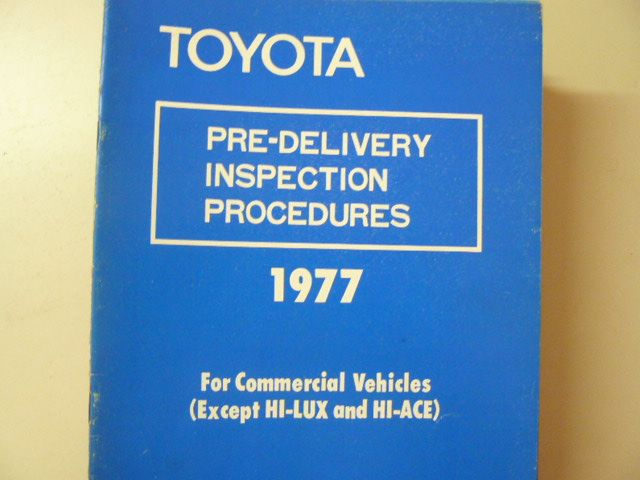 TOYOTA
PRE-DELIVERY
INSPECTION
PROCEDURES
1977
For Commercial Vehicles
(Except HI-LUX and HI-ACE)